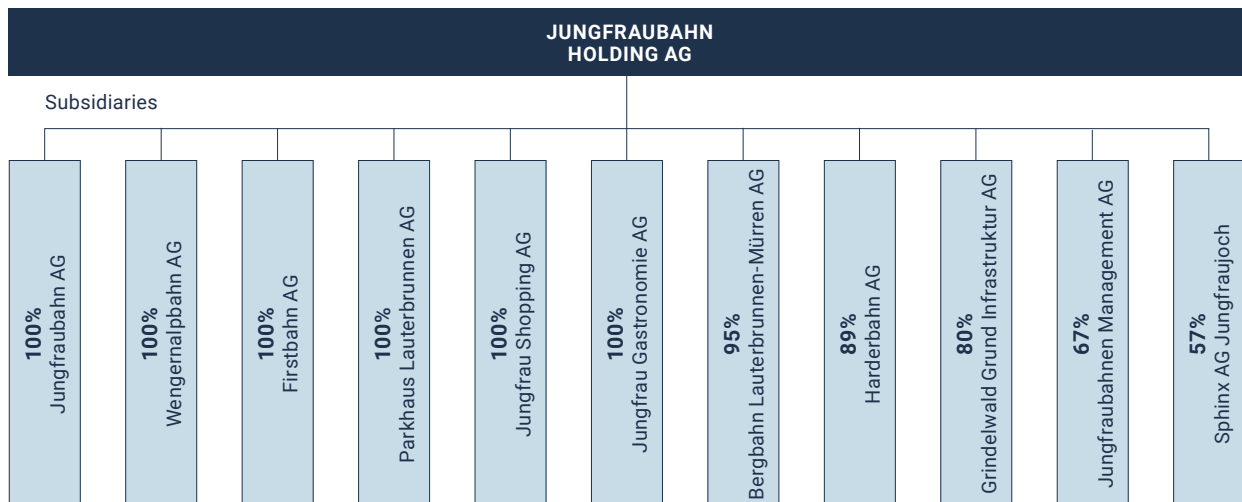 JUNGFRAUBAHN
HOLDING AG
Subsidiaries
100%
Jungfraubahn AG
100%
Wengernalpbahn AG
100%
Firstbahn AG
100%
Parkhaus Lauterbrunnen AG
100%
Jungfrau Shopping AG
100%
Jungfrau Gastronomie AG
95%
Bergbahn Lauterbrunnen-Mürren AG
89%
Harderbahn AG
80%
Grindelwald Grund Infrastruktur AG
67%
Jungfraubahnen Management AG
57%
Sphinx AG Jungfraujoch